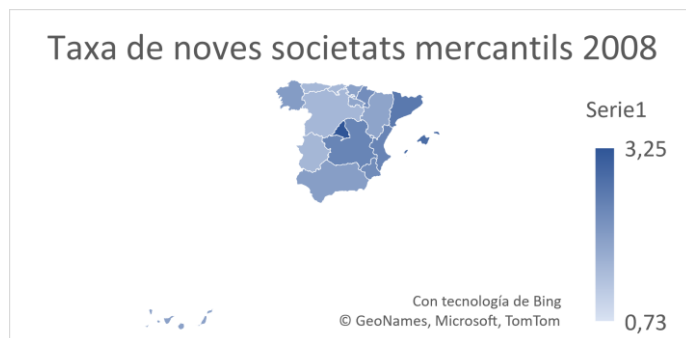 Taxa de noves societats mercantils 2008
Serie1
3,25
0,73
Con tecnología de Bing
© GeoNames, Microsoft, TomTom